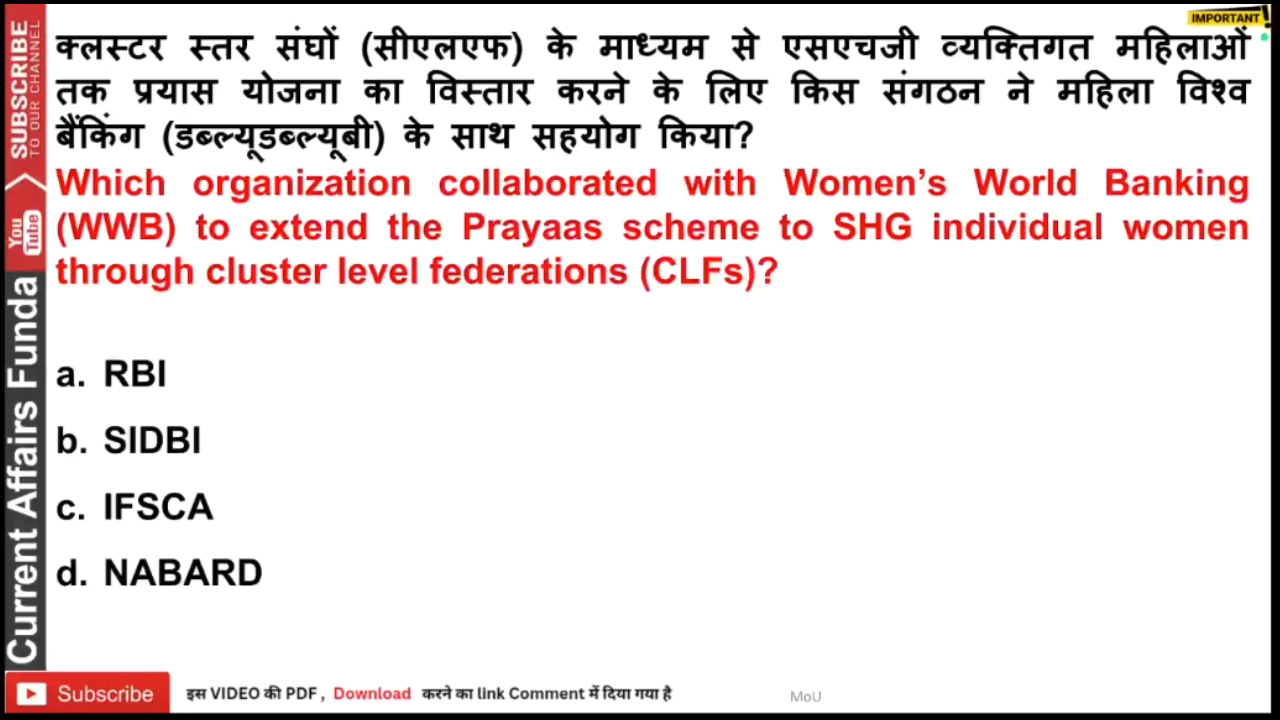 IMPORTANT !
क्लस्टर स्तर संघों (सीएलएफ) के माध्यम से एसएचजी व्यक्तिगत महिलाओं
तक प्रयास योजना का विस्तार करने के लिए किस संगठन ने महिला विश्व
बैंकिंग (डब्ल्यूडब्ल्यूबी) के साथ सहयोग किया?
Which organization collaborated with Women’s World Banking
(WWB) to extend the Prayaas scheme to SHG individual women
through cluster level federations (CLFs)?
a. RBI
b. SIDBI
c. IFSCA
d. NABARD
SUBSCRIBE
TO OUR CHANNEL
You
Tube
Current Affairs Funda
Subscribe
इस VIDEO की PDF , Download करने का link Comment में दिया गया है
MoU